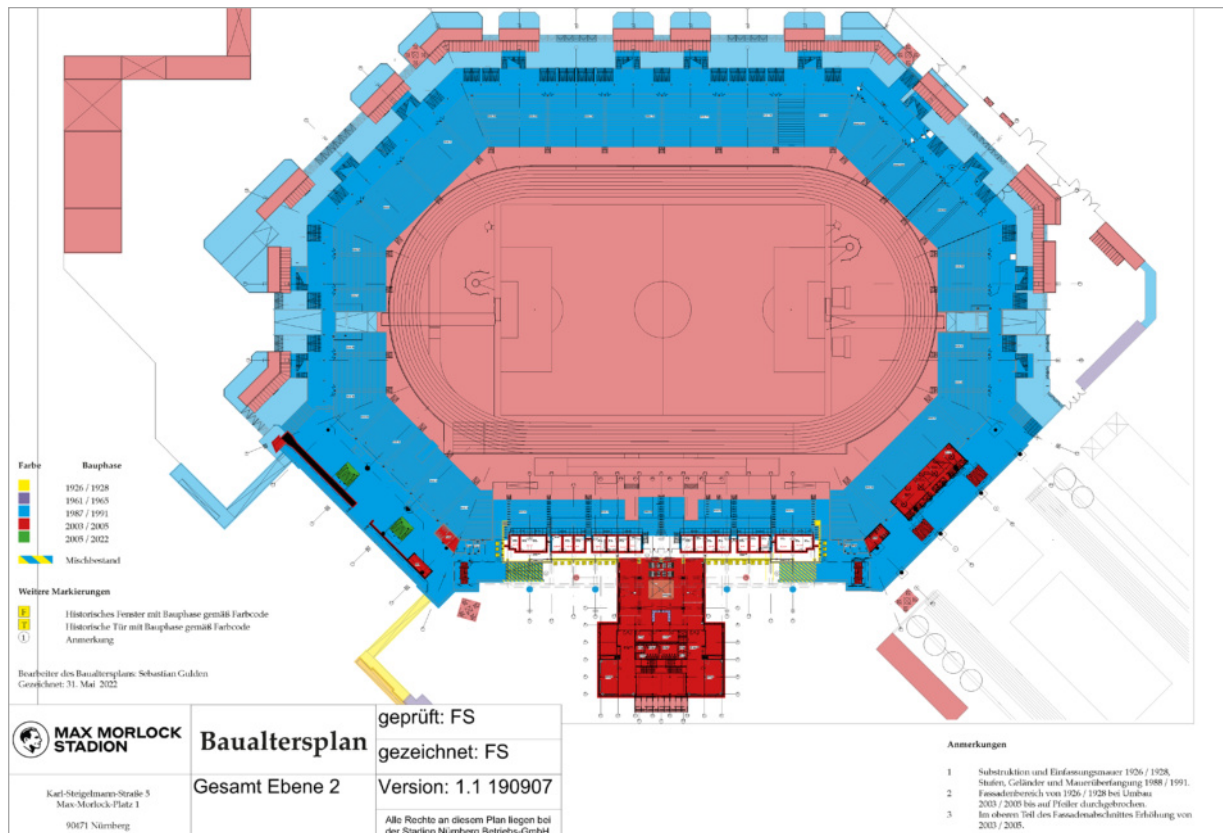 Farbe Bauphase
1926 / 1928
1961 / 1965
1987 / 1991
2003 / 2005
2005 / 2022
Mischbestand
Weitere Markierungen
F Historisches Fenster mit Bauphase gemäß Farbcode
T Historische Tür mit Bauphase gemäß Farbcode
1 Anmerkung
Bearbeiter des Baualtersplans: Sebastian Gulden
Gezeichnet: 31. Mai 2022
MAX MORLOCK
STADION
Karl-Steigelmann-Straße 5
Max-Morlock-Platz 1
90471 Nürnberg
Baualtersplan
Gesamt Ebene 2
geprüft: FS
gezeichnet: FS
Version: 1.1 190907
Alle Rechte an diesem Plan liegen bei
der Stadion Nürnberg Betriebs-GmbH
Anmerkungen
1 Substruktion und Einfassungsmauer 1926 / 1928,
Stufen, Geländer und Mauerüberfangung 1988 / 1991.
2 Fassadenbereich von 1926 / 1928 bei Umbau
2003 / 2005 bis auf Pfeiler durchgebrochen.
3 Im oberen Teil des Fassadenabschnittes Erhöhung von
2003 / 2005.